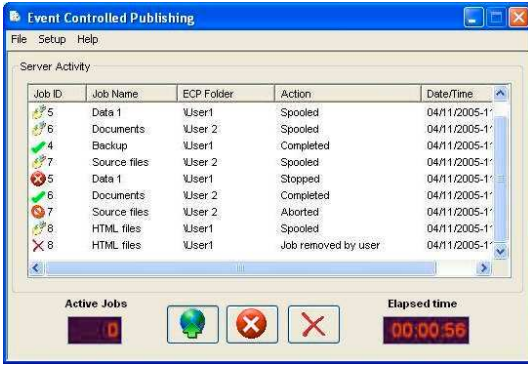 Event Controlled Publishing
File Setup Help
Server Activity
Job ID Job Name ECP Folder Action Date/Time
5 Data 1 \User1 Spooled 04/11/2005-1
6 Documents \User 2 Spooled 04/11/2005-1
4 Backup \User1 Completed 04/11/2005-1
7 Source files \User 2 Spooled 04/11/2005-1
5 Data 1 \User1 Stopped 04/11/2005-1
6 Documents \User 2 Completed 04/11/2005-1
7 Source files \User 2 Aborted 04/11/2005-1
8 HTML files \User1 Spooled 04/11/2005-1
8 HTML files \User1 Job removed by user 04/11/2005-1
Active Jobs Elapsed time
0 00:00:56